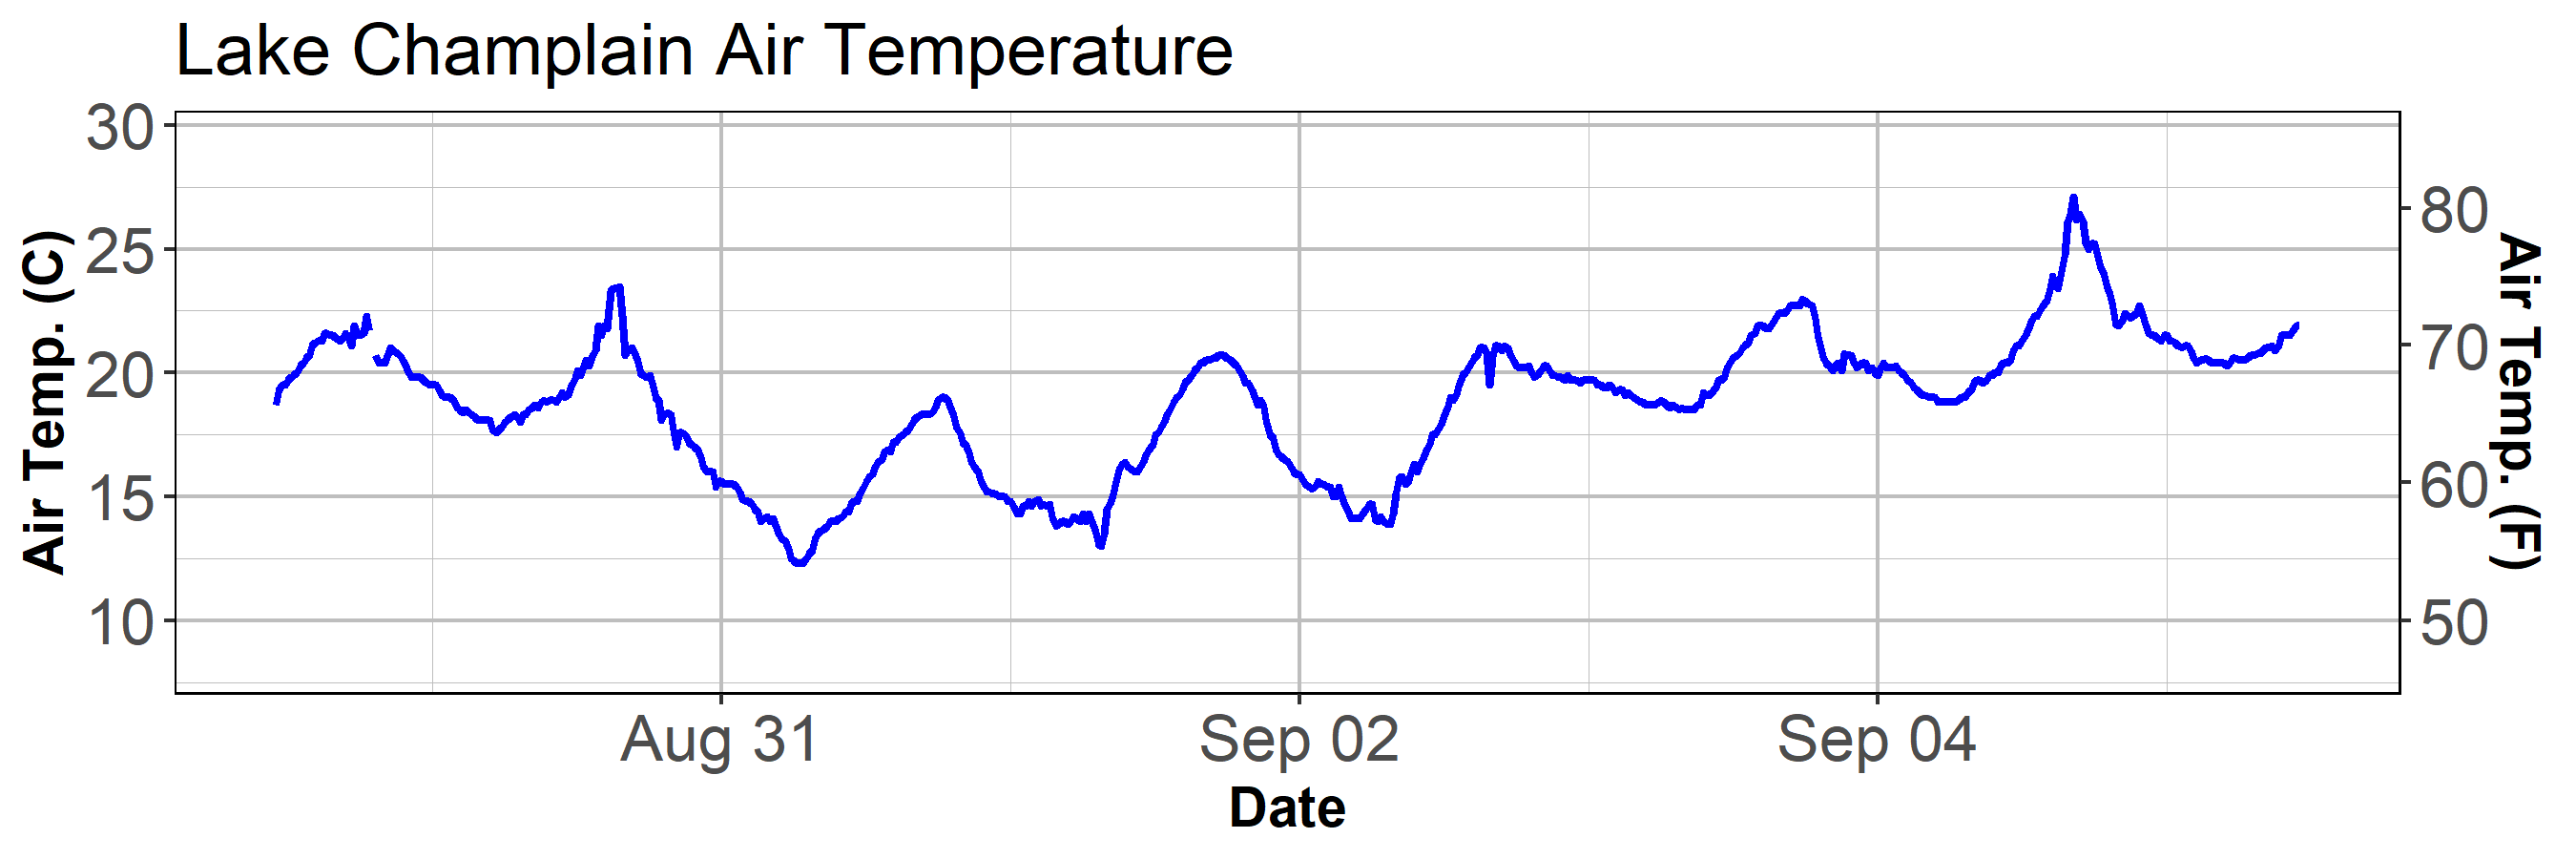 Lake Champlain Air Temperature
Air Temp. (C)
30
25
20
15
10
80
70
60
50
Air Temp. (F)
Aug 31
Sep 02
Sep 04
Date